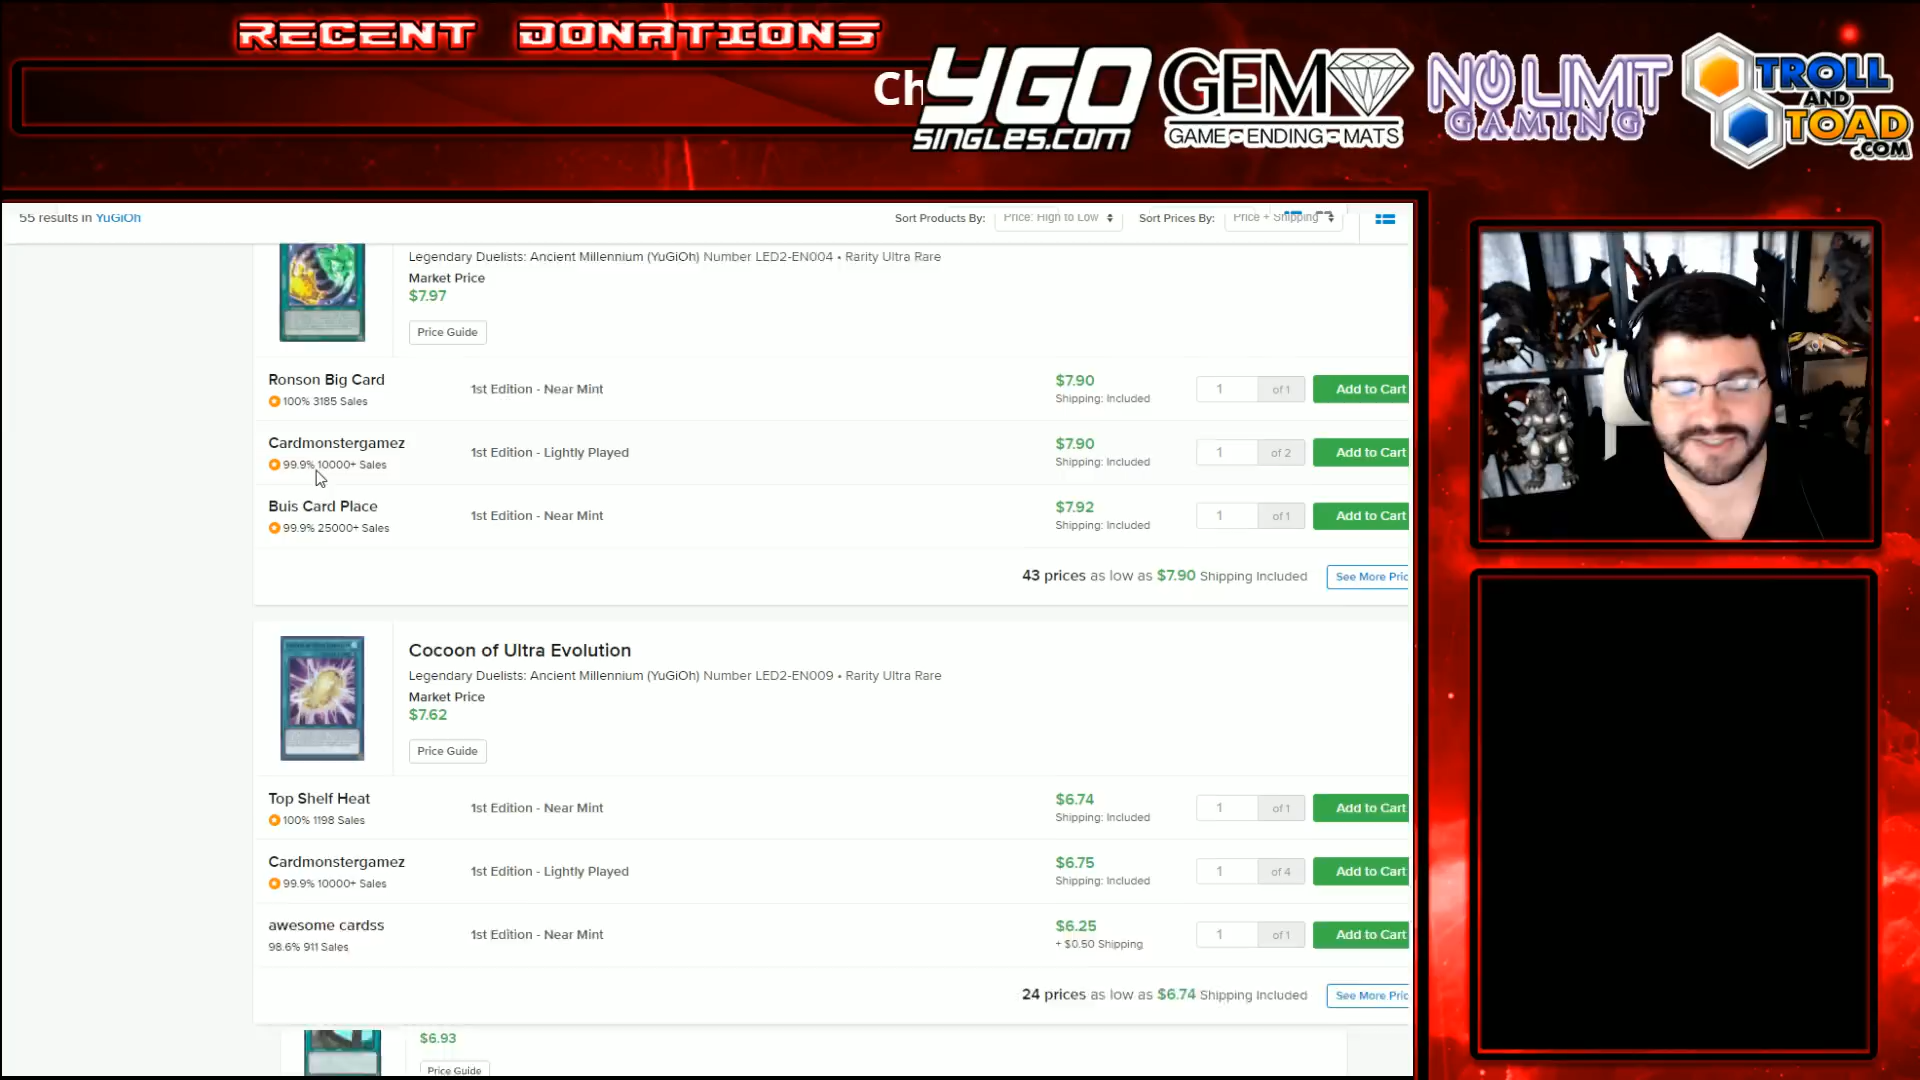 RECENT DONATIONS
Ch
YGO
SINGLES.COM
GEM
GAME-ENDING-MATS
NO LIMIT
GAMING
TROLL
AND
TOAD
.COM
55 results in YuGiOh
Sort Products By:
Price: High to Low
Sort Prices By:
Price + Shipping
Legendary Duelists: Ancient Millennium (YuGiOh) Number LED2-EN004 • Rarity Ultra Rare
Market Price
$7.97
Price Guide
Ronson Big Card
100% 3185 Sales
1st Edition - Near Mint
$7.90
Shipping: Included
1 of 1
Add to Cart
Cardmonstergamez
99.9% 10000+ Sales
1st Edition - Lightly Played
$7.90
Shipping: Included
1 of 2
Add to Cart
Buis Card Place
99.9% 25000+ Sales
1st Edition - Near Mint
$7.92
Shipping: Included
1 of 1
Add to Cart
43 prices as low as $7.90 Shipping Included
See More Pric
Cocoon of Ultra Evolution
Legendary Duelists: Ancient Millennium (YuGiOh) Number LED2-EN009 • Rarity Ultra Rare
Market Price
$7.62
Price Guide
Top Shelf Heat
100% 1198 Sales
1st Edition - Near Mint
$6.74
Shipping: Included
1 of 1
Add to Cart
Cardmonstergamez
99.9% 10000+ Sales
1st Edition - Lightly Played
$6.75
Shipping: Included
1 of 4
Add to Cart
awesome cardss
98.6% 911 Sales
1st Edition - Near Mint
$6.25
+ $0.50 Shipping
1 of 1
Add to Cart
24 prices as low as $6.74 Shipping Included
See More Pric
$6.93
Price Guide